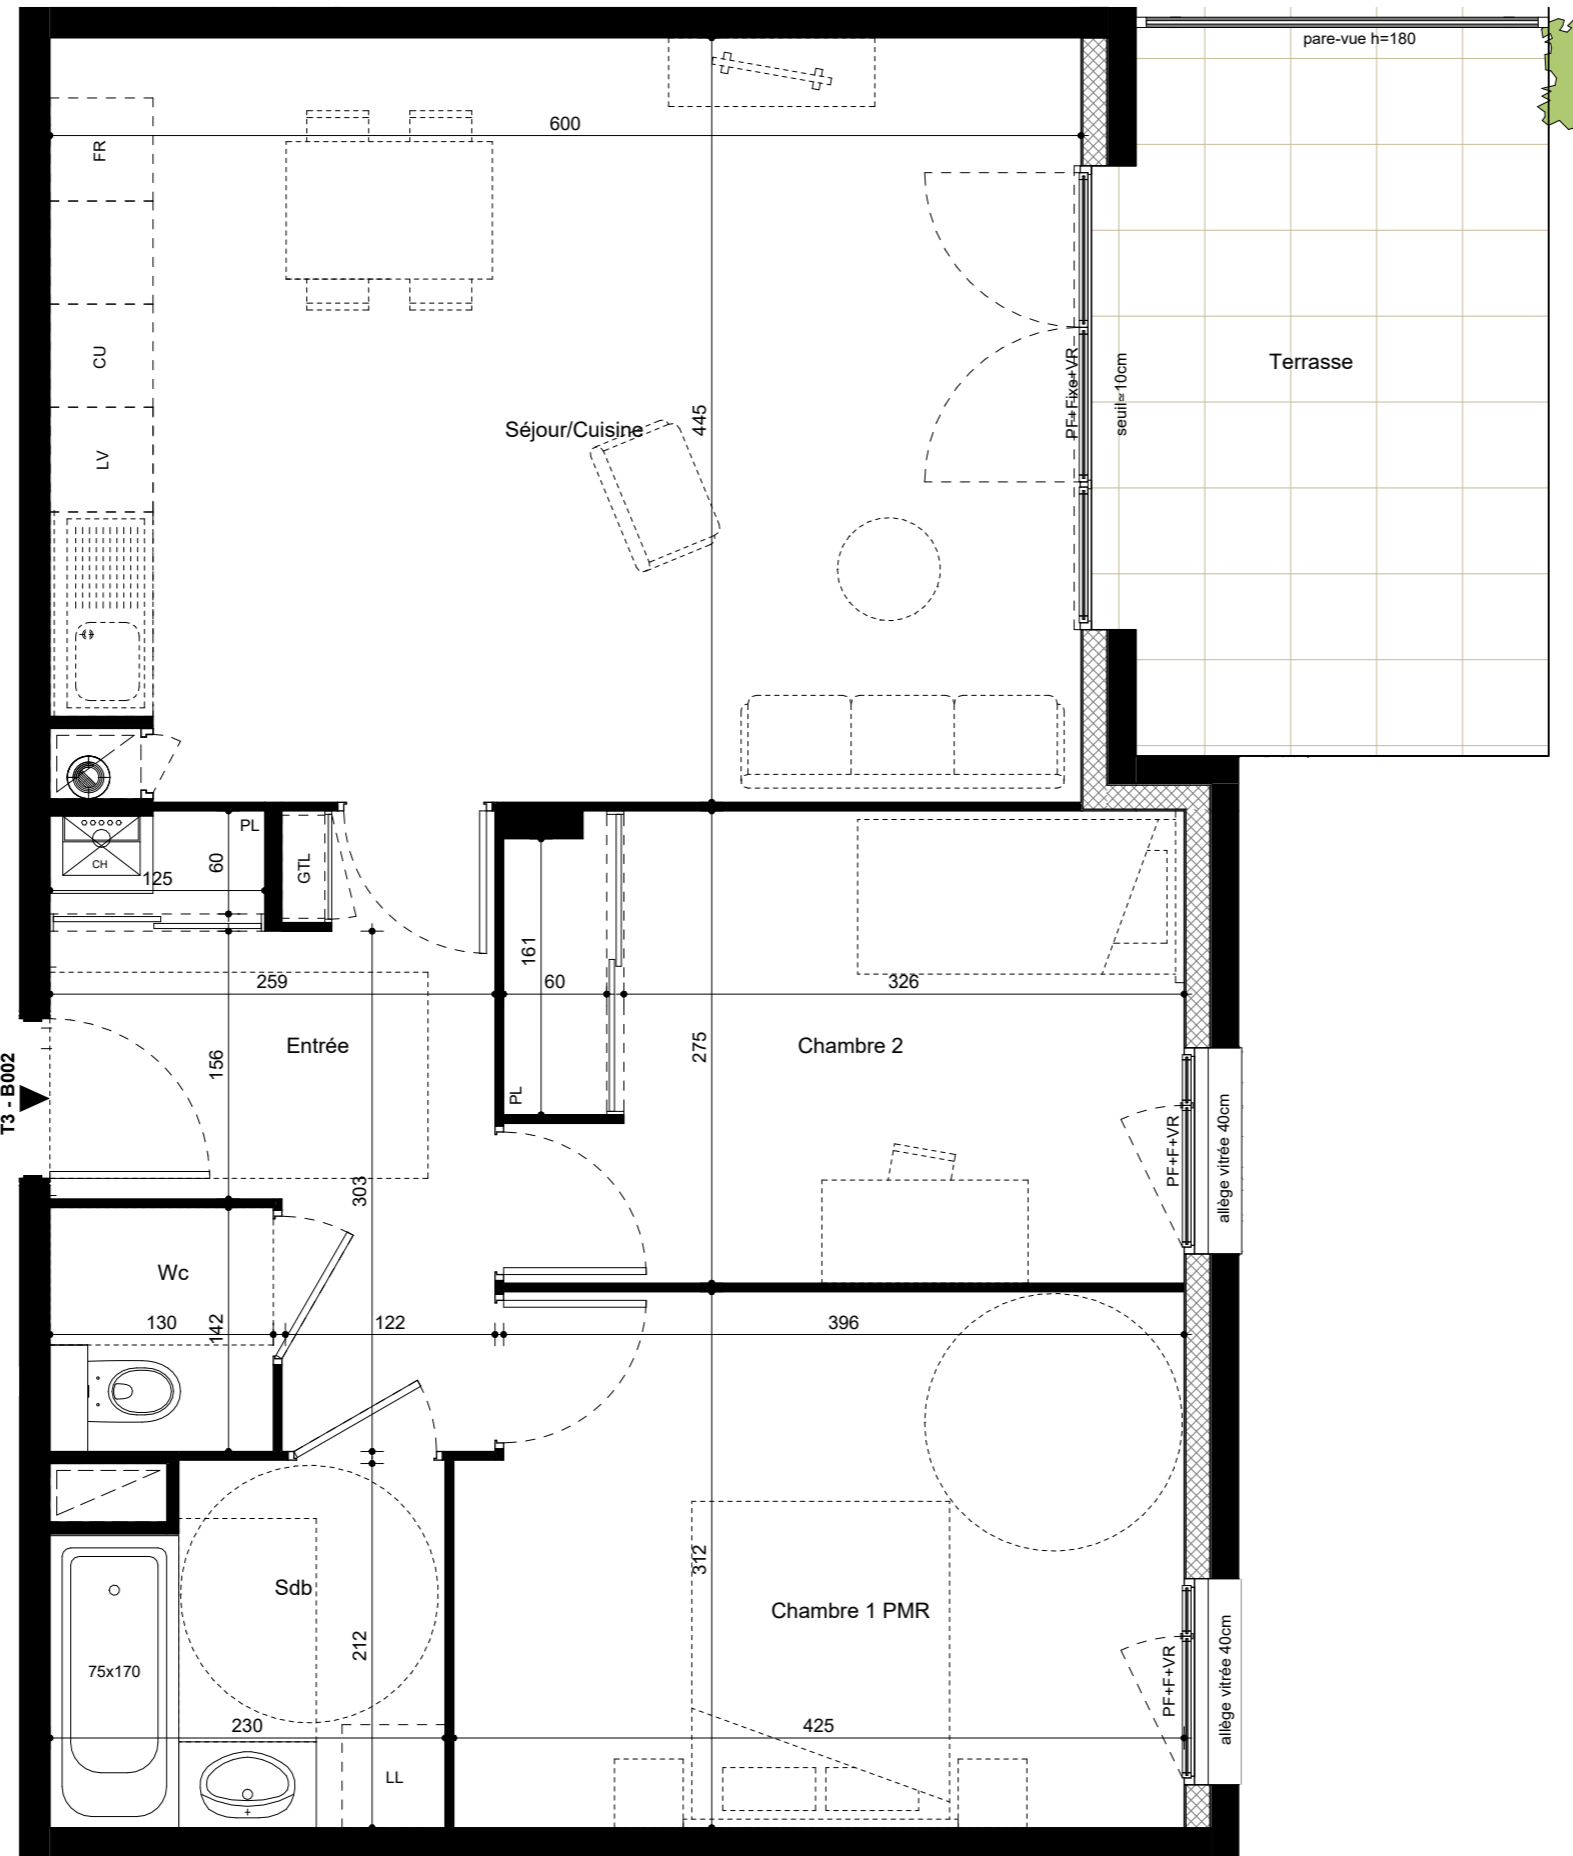 pare-vue h=180
600
FR
CU
LV
Séjour/Cuisine
445
PF+Fixe+VR
seuil≈10cm
Terrasse
PL
60
CH
125
GTL
161
259
60
326
Entrée
156
275
Chambre 2
T3 - B002
PL
PF+F+VR
allège vitrée 40cm
303
Wc
130
142
122
396
312
Sdb
Chambre 1 PMR
212
75x170
PF+F+VR
allège vitrée 40cm
230
425
LL